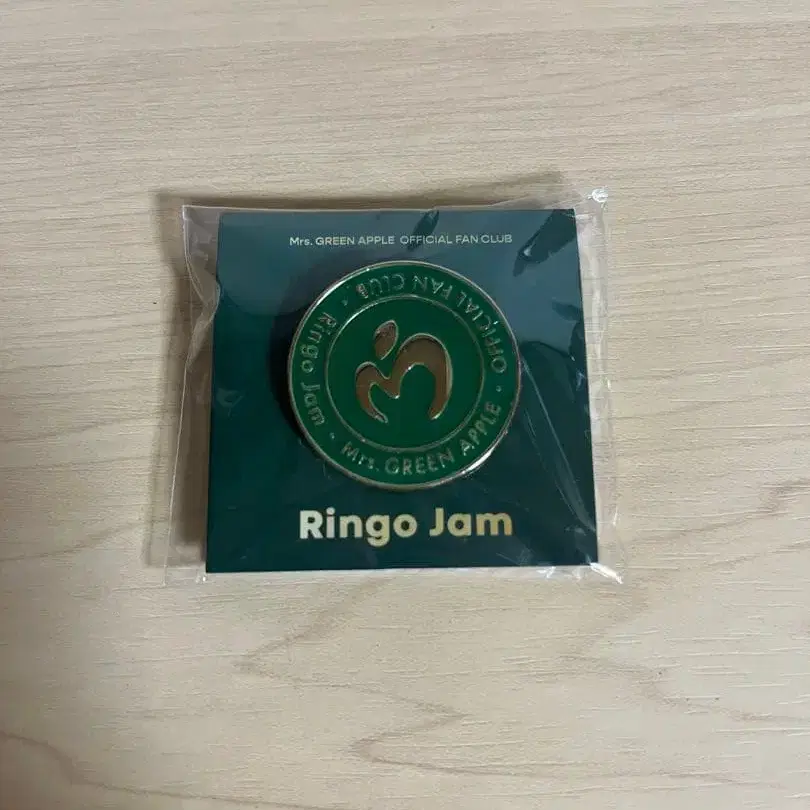 Mrs. GREEN APPLE OFFICIAL FAN CLUB
Ringo Jam • Mrs. GREEN APPLE • OFFICIAL FAN CLUB •
Ringo Jam